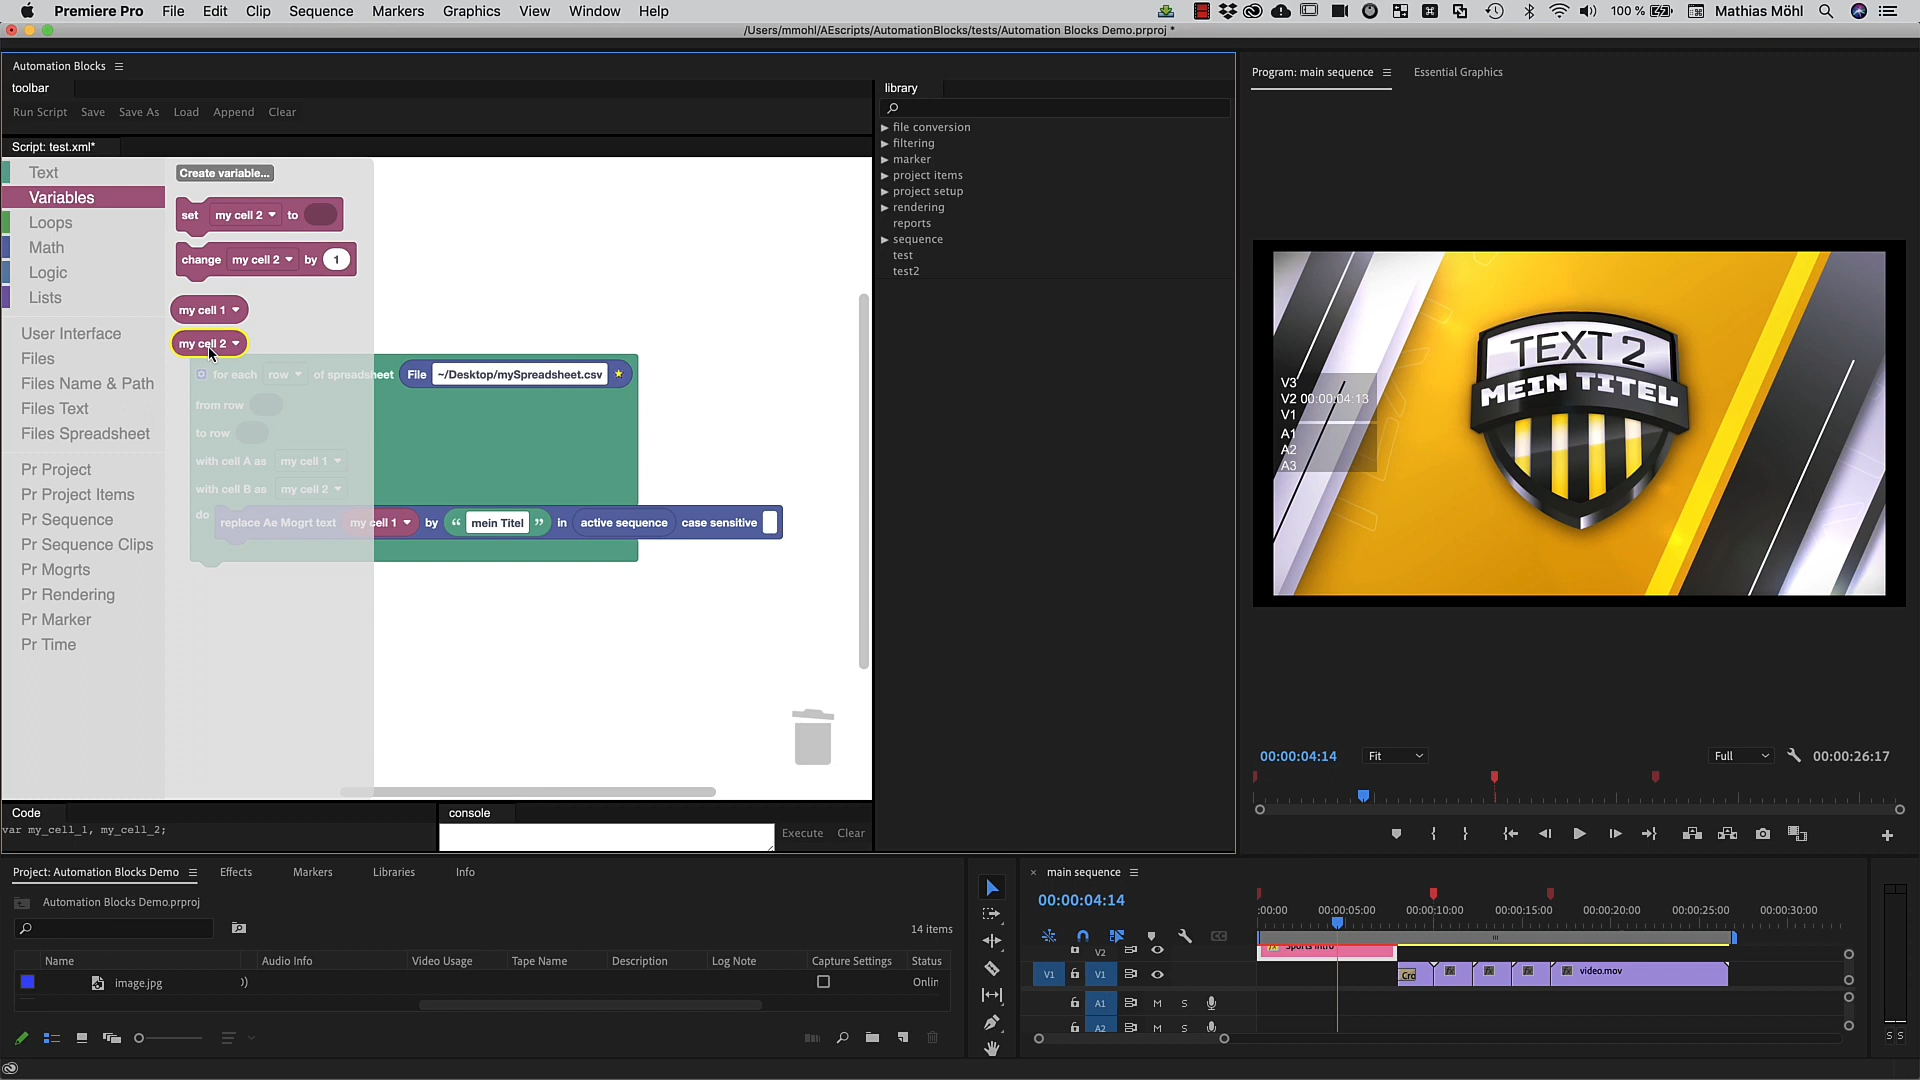 Premiere Pro File Edit Clip Sequence Markers Graphics View Window Help 100 % Mathias Möhl
/Users/mmohl/AEscripts/AutomationBlocks/tests/Automation Blocks Demo.prproj *
Automation Blocks
toolbar
Run Script Save Save As Load Append Clear
Script: test.xml*
Text
Variables
Loops
Math
Logic
Lists
User Interface
Files
Files Name & Path
Files Text
Files Spreadsheet
Pr Project
Pr Project Items
Pr Sequence
Pr Sequence Clips
Pr Mogrts
Pr Rendering
Pr Marker
Pr Time
Create variable...
set my cell 2 to
change my cell 2 by 1
my cell 1
my cell 2
for each row of spreadsheet File ~/Desktop/mySpreadsheet.csv
from row
to row
with cell A as my cell 1
with cell B as my cell 2
do replace Ae Mogrt text my cell 1 by “ mein Titel ” in active sequence case sensitive
library
file conversion
filtering
marker
project items
project setup
rendering
reports
sequence
test
test2
Code
var my_cell_1, my_cell_2;
console
Execute Clear
Program: main sequence Essential Graphics
TEXT 2
MEIN TITEL
V3
V2 00:00:04:13
V1
A1
A2
A3
00:00:04:14 Fit Full 00:00:26:17
Project: Automation Blocks Demo Effects Markers Libraries Info
Automation Blocks Demo.prproj
14 items
Name Audio Info Video Usage Tape Name Description Log Note Capture Settings Status
image.jpg Onlin
main sequence
00:00:04:14
:00:00 00:00:05:00 00:00:10:00 00:00:15:00 00:00:20:00 00:00:25:00 00:00:30:00
V2 Sports Intro
V1 V1 Cro fx fx fx fx video.mov
A1 M S
A2 M S
S S